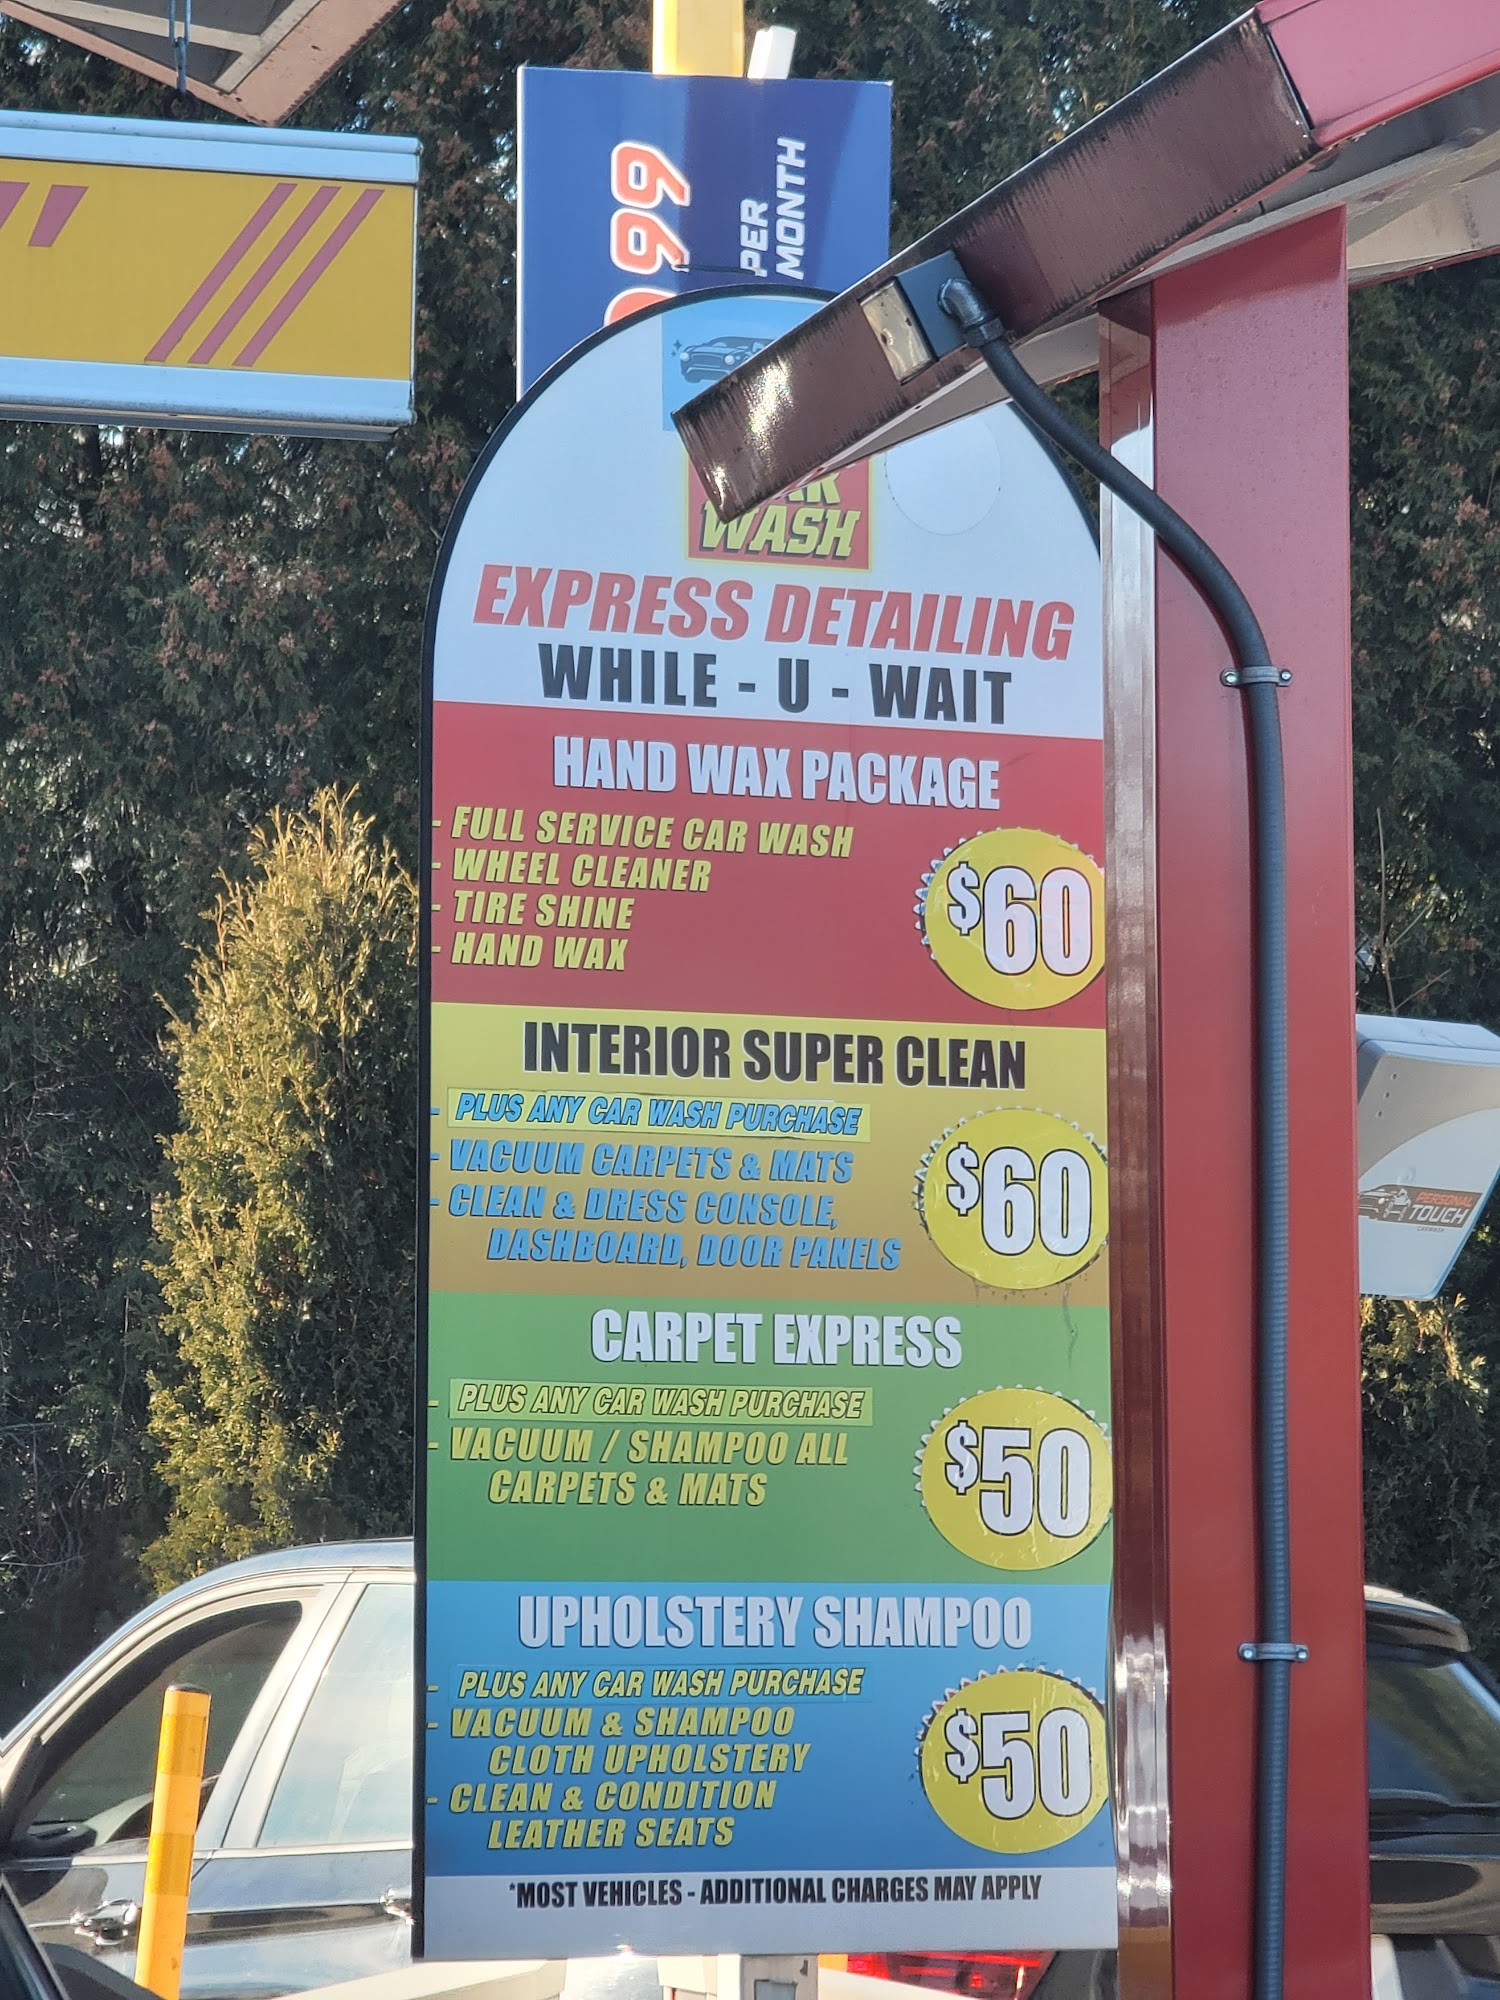 99
PER
MONTH
WASH
EXPRESS DETAILING
WHILE - U - WAIT
HAND WAX PACKAGE
- FULL SERVICE CAR WASH
- WHEEL CLEANER
- TIRE SHINE
- HAND WAX
$60
INTERIOR SUPER CLEAN
- PLUS ANY CAR WASH PURCHASE
- VACUUM CARPETS & MATS
- CLEAN & DRESS CONSOLE,
DASHBOARD, DOOR PANELS
$60
CARPET EXPRESS
- PLUS ANY CAR WASH PURCHASE
- VACUUM / SHAMPOO ALL
CARPETS & MATS
$50
UPHOLSTERY SHAMPOO
- PLUS ANY CAR WASH PURCHASE
- VACUUM & SHAMPOO
CLOTH UPHOLSTERY
- CLEAN & CONDITION
LEATHER SEATS
$50
*MOST VEHICLES - ADDITIONAL CHARGES MAY APPLY
PERSONAL
TOUCH